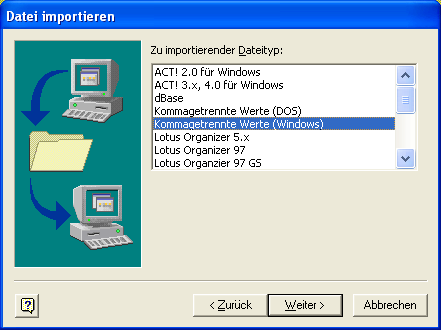 Datei importieren
Zu importierender Dateityp:
ACT! 2.0 für Windows
ACT! 3.x, 4.0 für Windows
dBase
Kommagetrennte Werte (DOS)
Kommagetrennte Werte (Windows)
Lotus Organizer 5.x
Lotus Organizer 97
Lotus Organzier 97 GS
?
< Zurück
Weiter >
Abbrechen